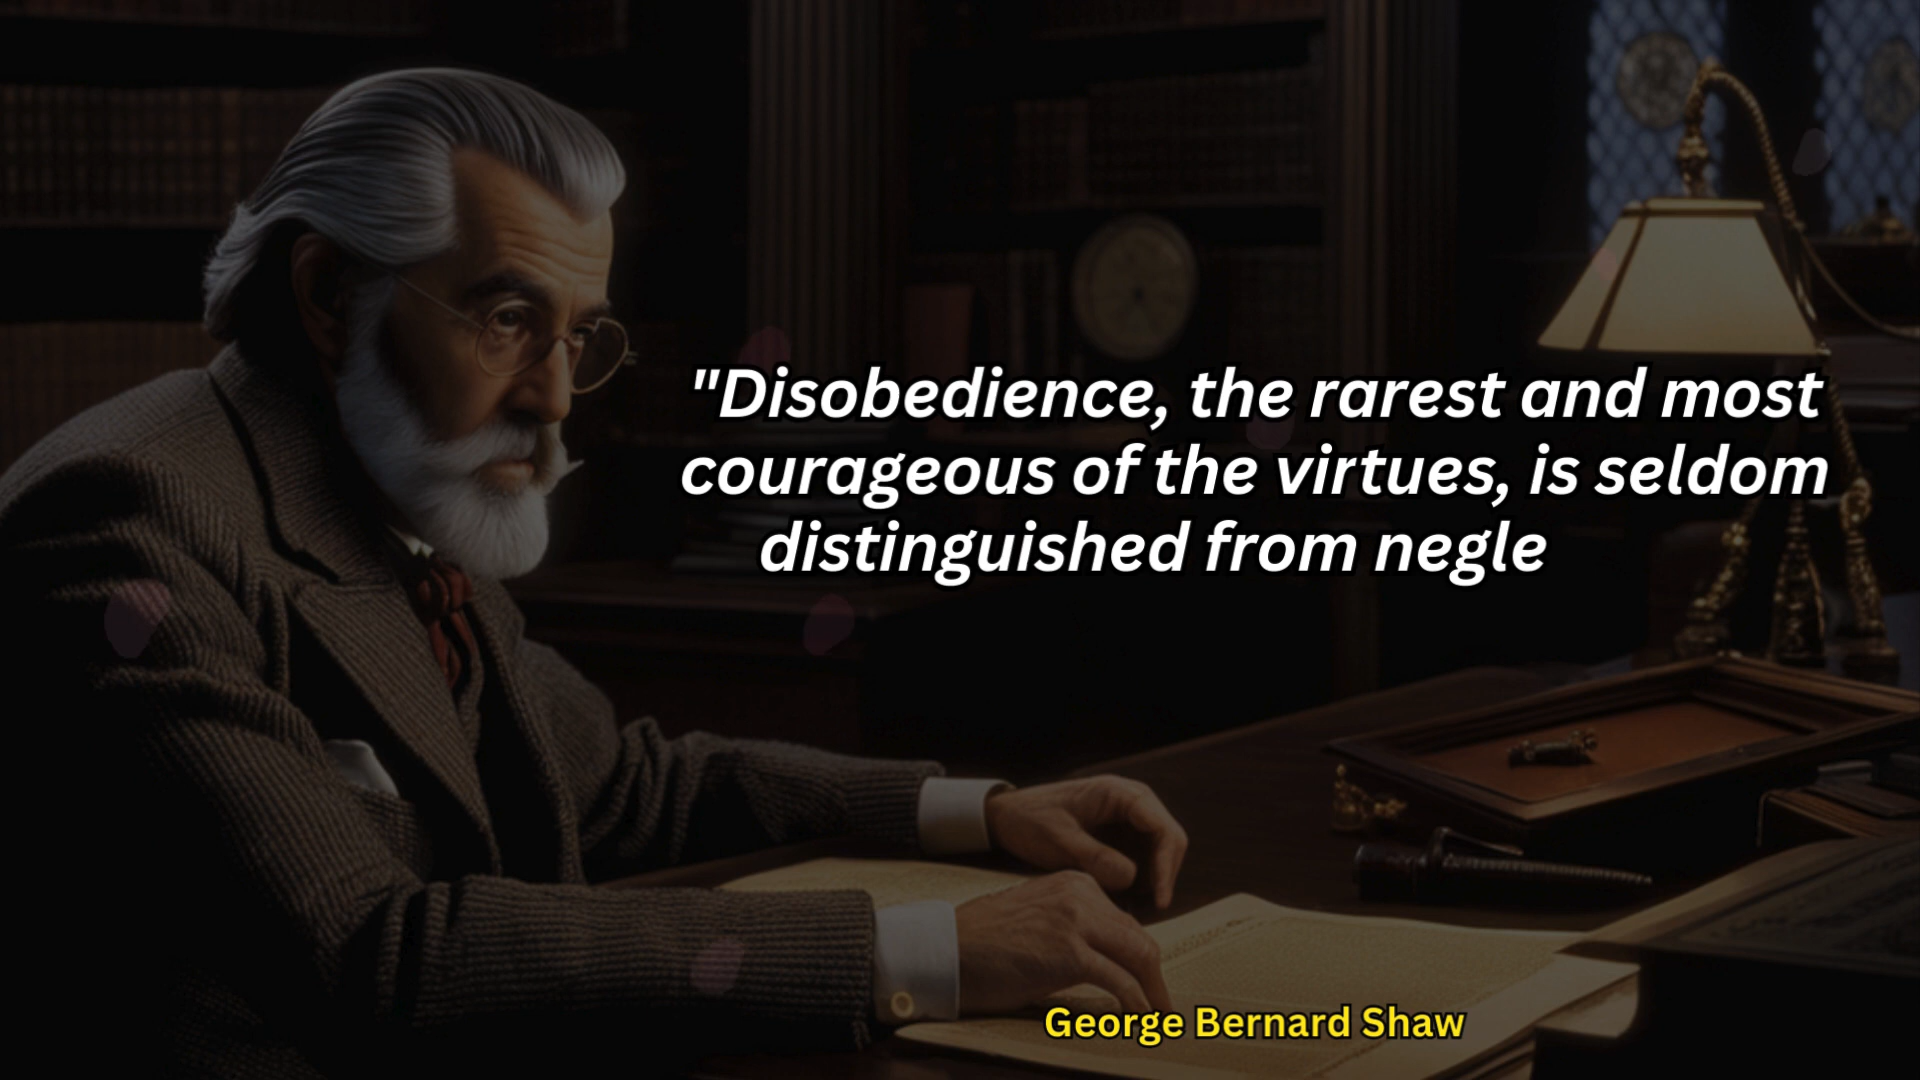 "Disobedience, the rarest and most
courageous of the virtues, is seldom
distinguished from negle
George Bernard Shaw